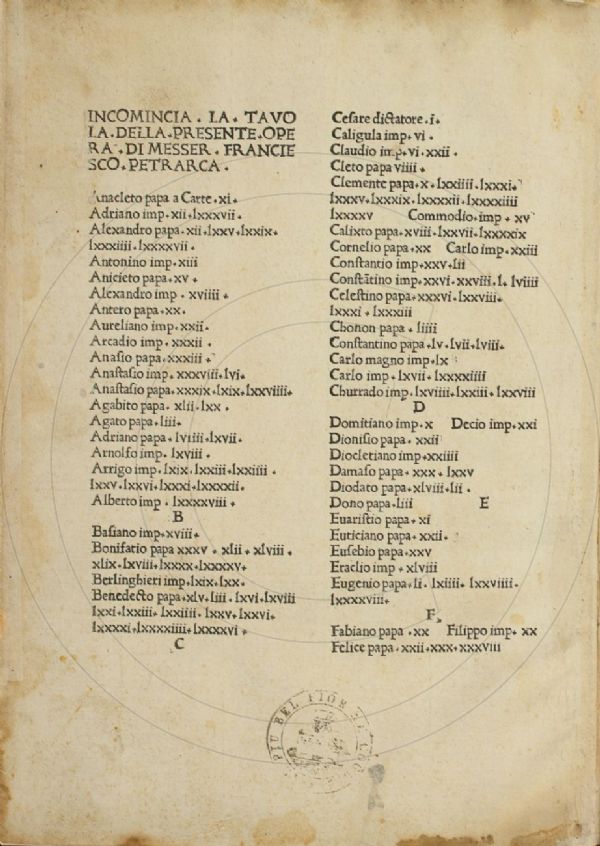 INCOMINCIA . LA . TAVO
LA . DELLA . PRESENTE . OPE
RA . DI MESSER . FRANCIE
SCO . PETRARCA .
Anacleto papa a Carte .xi.
Adriano imp. xii. lxxxvii.
Alexandro papa. xii. lxxv. lxxix.
lxxxiiii. lxxxxvii.
Antonino imp. xiii
Anicieto papa. xv.
Alexandro imp. xviiii.
Antero papa. xx.
Aureliano imp. xxii.
Arcadio imp. xxxii.
Anasio papa. xxxiii.
Anastasio imp. xxxviii. lvi.
Anastasio papa. xxxix. lxix. lxxviiii.
Agabito papa. xlii. lxx.
Agato papa. liii.
Adriano papa. lviiii. lxvii.
Arnolfo imp. lxviii.
Arrigo imp. lxix. lxxiii. lxxiiii.
lxxv. lxxvi. lxxxi. lxxxxii.
Alberto imp. lxxxxviii.
B
Basiano imp. xviii.
Bonifatio papa xxxv. xlii. xlviii.
xlix. lxviii. lxxxx. lxxxxv.
Berlinghieri imp. lxix. lxx.
Benedecto papa. xlv. liii. lxvi. lxviii
lxxi. lxxiii. lxxiiii. lxxv. lxxvi.
lxxxxi. lxxxxiiii. lxxxxvi.
C
Cesare dictatore. i.
Caligula imp. vi.
Claudio imp. vi. xxii.
Cleto papa viiii.
Clemente papa. x. lxxiiii. lxxxi.
lxxxv. lxxxix. lxxxxii. lxxxxiiii
lxxxxv Commodio. imp. xv
Calixto papa. xviii. lxxvii. lxxxxix
Cornelio papa. xx Carlo imp. xxiii
Constantio imp. xxv. lii
Constãtino imp. xxvi. xxviii. l. lviiii
Celestino papa. xxxvi. lxxviii.
lxxxi. lxxxiii
Chonon papa. liiii
Constantino papa. lv. lvii. lviii.
Carlo magno imp. lx
Carlo imp. lxvii. lxxxxiiii
Churrado imp. lxviiii. lxxiii. lxxviii
D
Domitiano imp. x Decio imp. xxi
Dionisio papa. xxii
Diocletiano imp. xxiiii
Damaso papa. xxx. lxxv
Diodato papa. xlviii. lii.
Dono papa. liii E
Euaristio papa. xi
Euticiano papa. xxii.
Eusebio papa. xxv
Eraclio imp. xlviii
Eugenio papa. li. lxiiii. lxxviiii.
lxxxxviii.
F.
Fabiano papa. xx Filippo imp. xx
Felice papa. xxii. xxx. xxxviii
PIU BEL FIOR